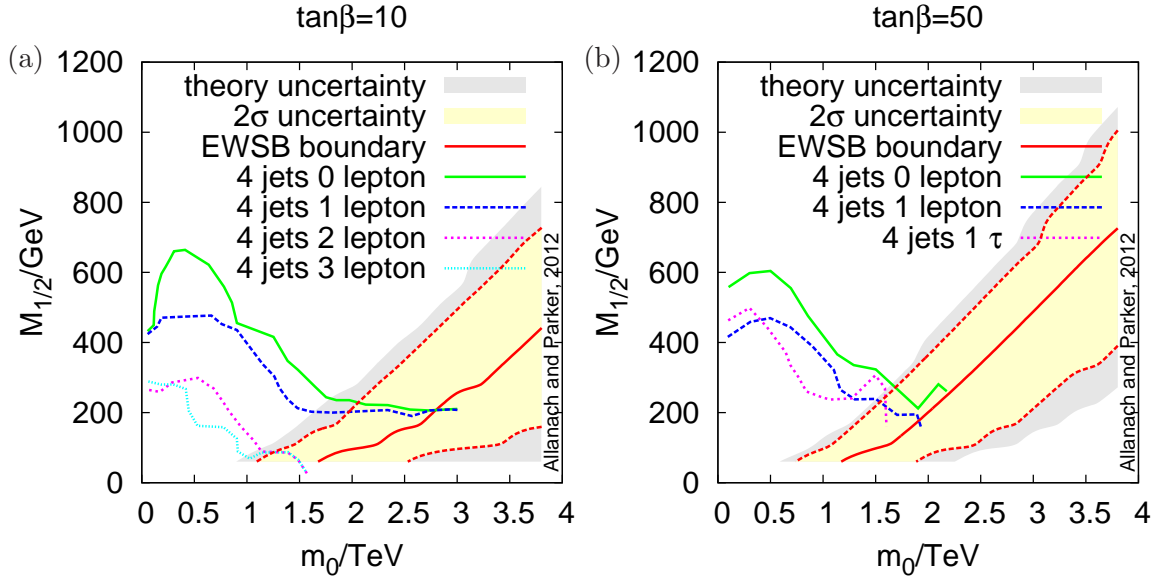 tanβ=10
(a)
1200
1000
800
600
400
200
0
M1/2/GeV
theory uncertainty
2σ uncertainty
EWSB boundary
4 jets 0 lepton
4 jets 1 lepton
4 jets 2 lepton
4 jets 3 lepton
Allanach and Parker, 2012
0 0.5 1 1.5 2 2.5 3 3.5 4
m0/TeV
tanβ=50
(b)
1200
1000
800
600
400
200
0
M1/2/GeV
theory uncertainty
2σ uncertainty
EWSB boundary
4 jets 0 lepton
4 jets 1 lepton
4 jets 1 τ
Allanach and Parker, 2012
0 0.5 1 1.5 2 2.5 3 3.5 4
m0/TeV